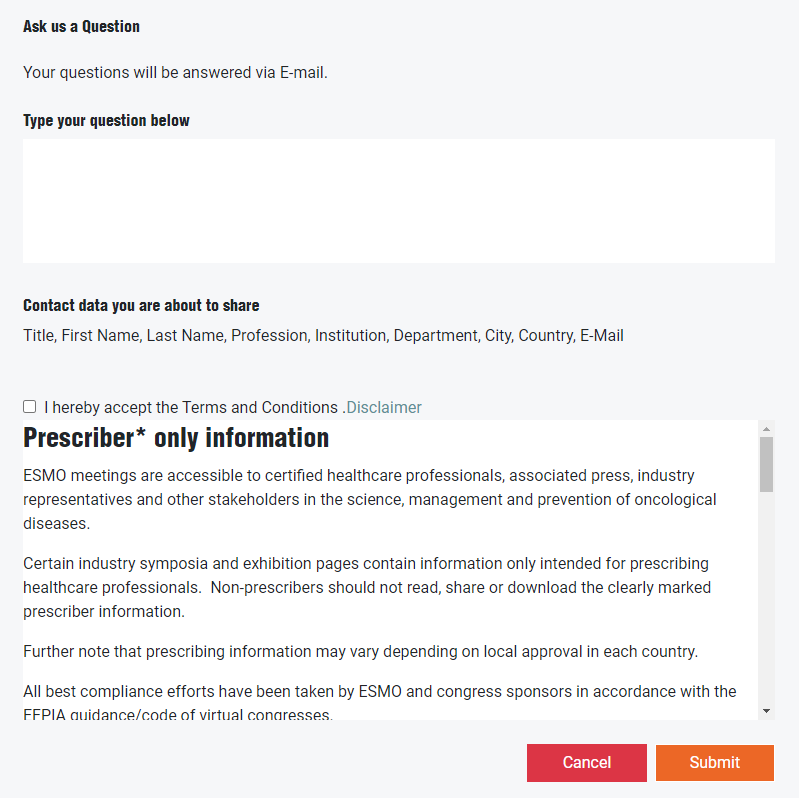 Ask us a Question
Your questions will be answered via E-mail.
Type your question below
Contact data you are about to share
Title, First Name, Last Name, Profession, Institution, Department, City, Country, E-Mail
I hereby accept the Terms and Conditions .Disclaimer
Prescriber* only information
ESMO meetings are accessible to certified healthcare professionals, associated press, industry
representatives and other stakeholders in the science, management and prevention of oncological
diseases.
Certain industry symposia and exhibition pages contain information only intended for prescribing
healthcare professionals.  Non-prescribers should not read, share or download the clearly marked
prescriber information.
Further note that prescribing information may vary depending on local approval in each country.
All best compliance efforts have been taken by ESMO and congress sponsors in accordance with the
EFPIA guidance/code of virtual congresses.
Cancel
Submit